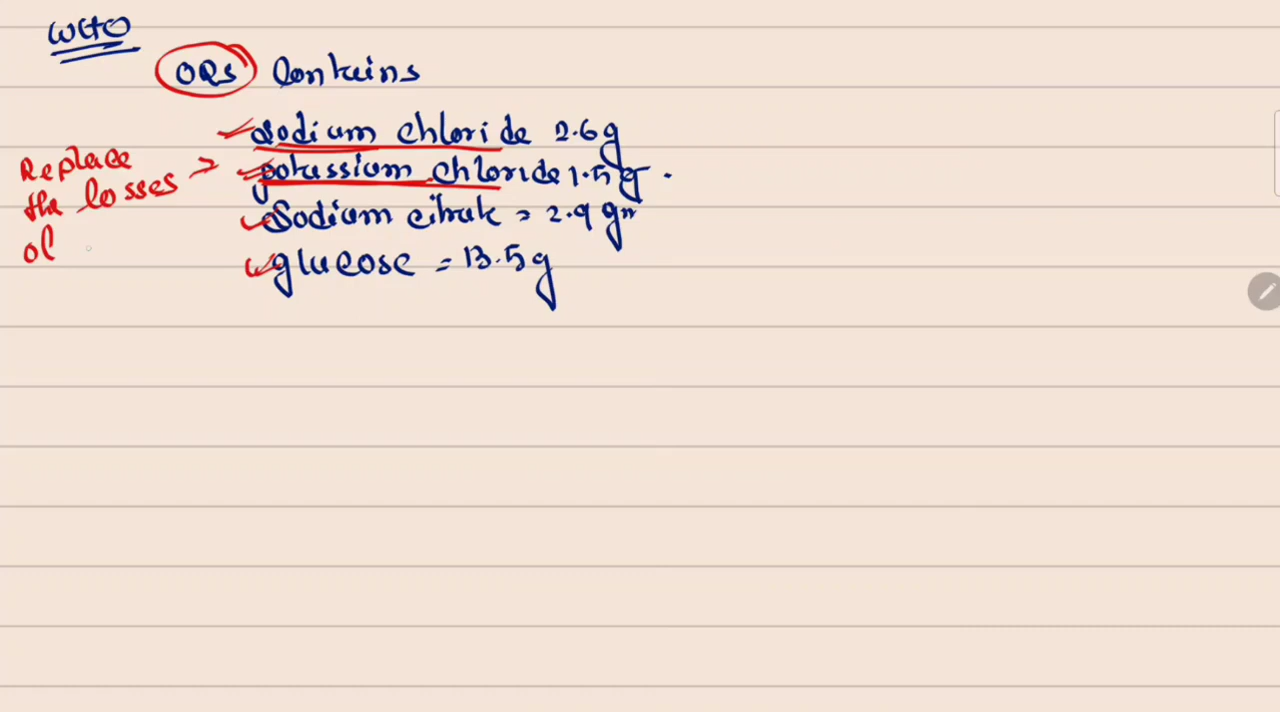 WHO
ORS Contains
sodium chloride 2.6g
potassium chloride 1.5g.
Sodium citrate = 2.9 gm
glucose = 13.5g
Replace
the losses >
of